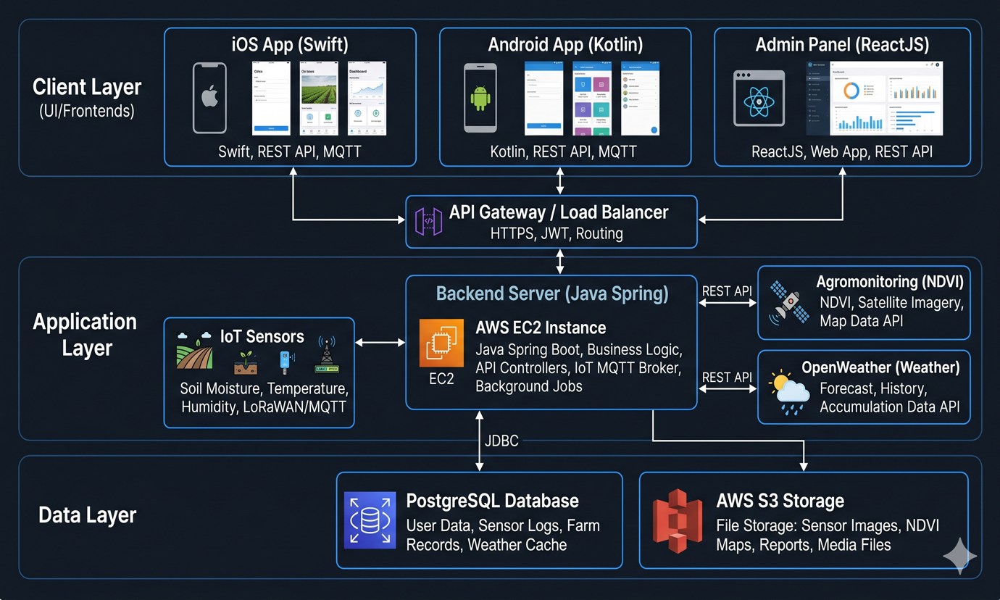 Client Layer
(UI/Frontends)
iOS App (Swift)
Dashboard
Swift, REST API, MQTT
Android App (Kotlin)
Kotlin, REST API, MQTT
Admin Panel (ReactJS)
Dashboard
ReactJS, Web App, REST API
API Gateway / Load Balancer
HTTPS, JWT, Routing
Application
Layer
IoT Sensors
Soil Moisture, Temperature,
Humidity, LoRaWAN/MQTT
Backend Server (Java Spring)
EC2
AWS EC2 Instance
Java Spring Boot, Business Logic,
API Controllers, IoT MQTT Broker,
Background Jobs
REST API
Agromonitoring (NDVI)
NDVI, Satellite Imagery,
Map Data API
REST API
OpenWeather (Weather)
Forecast, History,
Accumulation Data API
JDBC
Data Layer
PostgreSQL Database
User Data, Sensor Logs, Farm
Records, Weather Cache
AWS S3 Storage
File Storage: Sensor Images, NDVI
Maps, Reports, Media Files